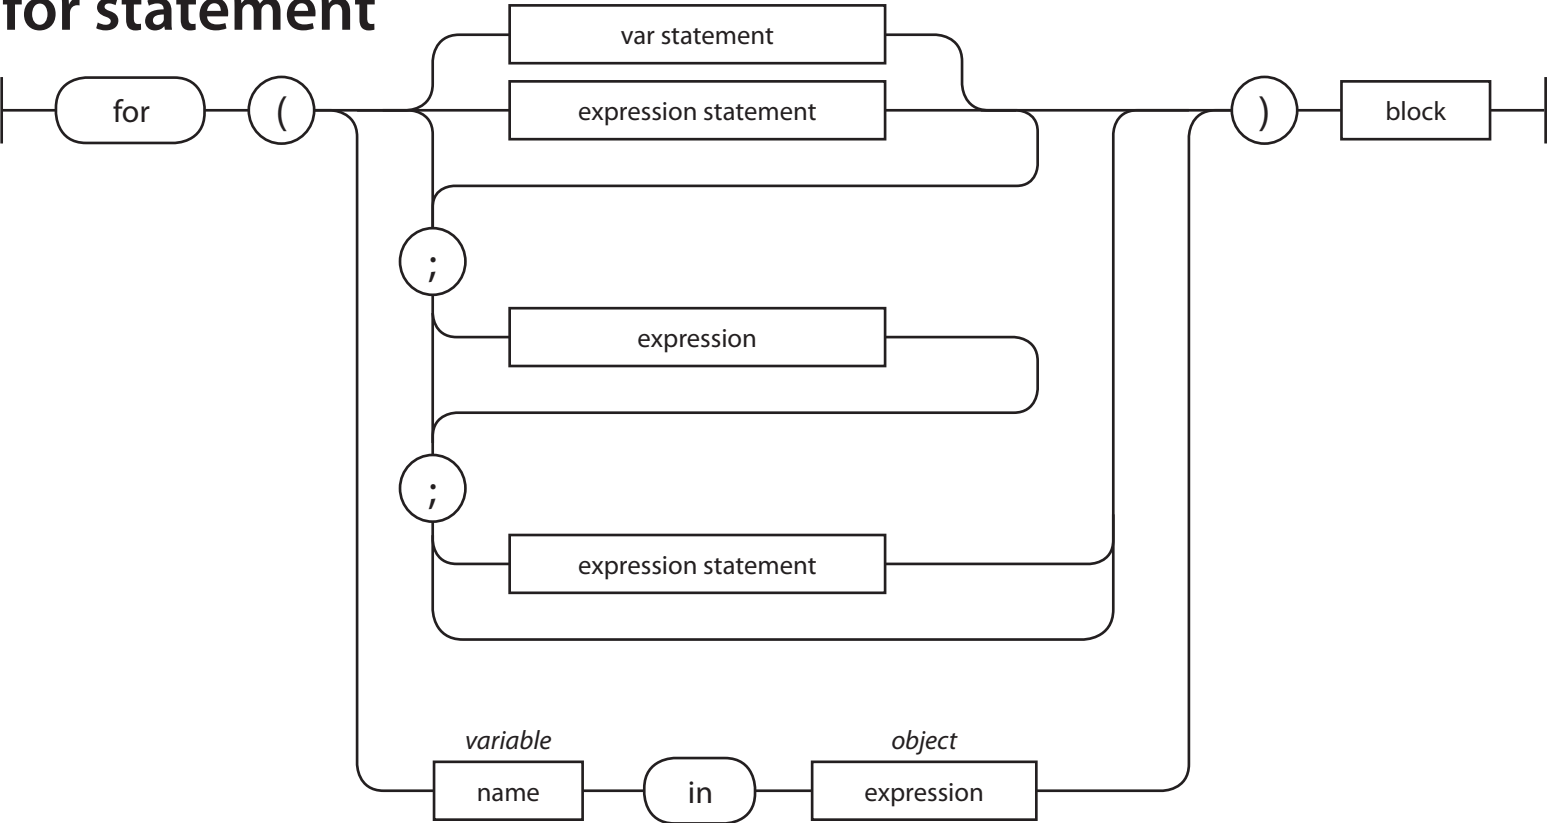 for statement
var statement
for ( expression statement ) block
;
expression
;
expression statement
variable object
name in expression